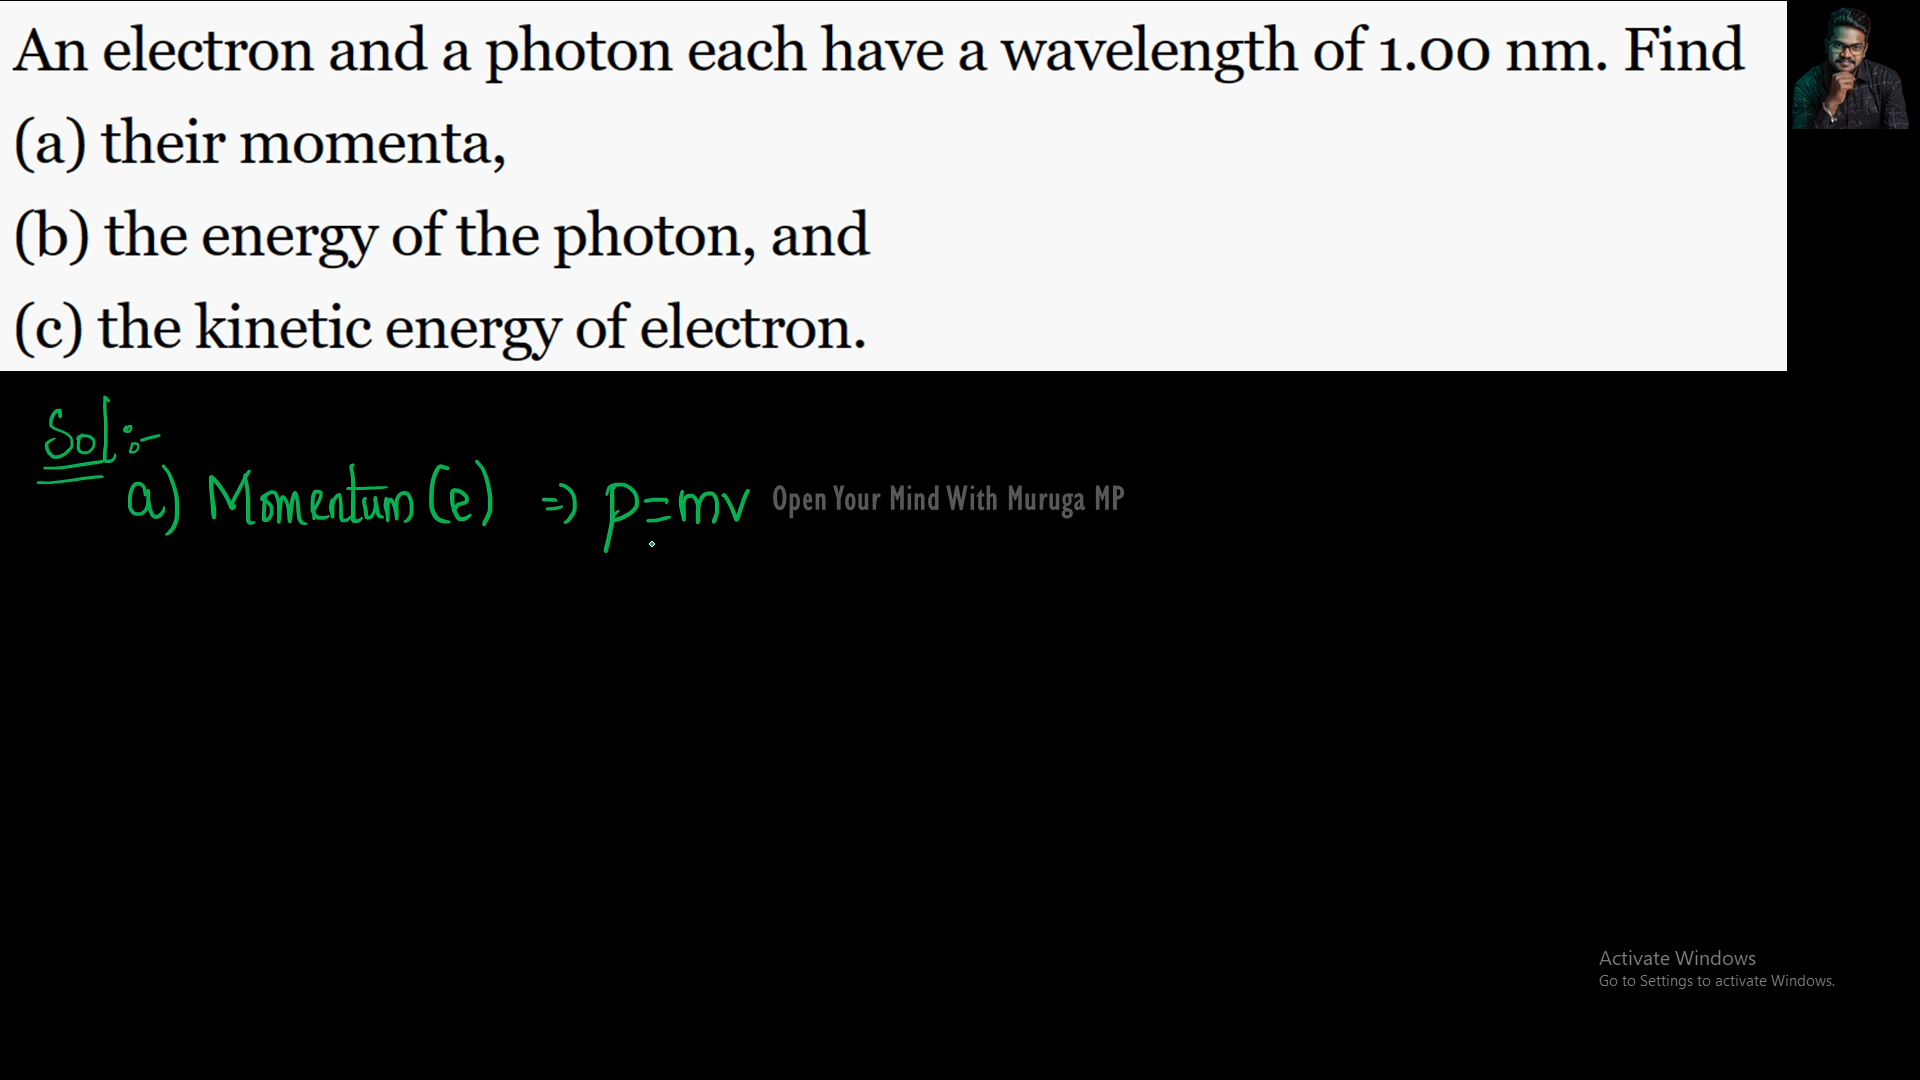 An electron and a photon each have a wavelength of 1.00 nm. Find
(a) their momenta,
(b) the energy of the photon, and
(c) the kinetic energy of electron.
Sol:-
a) Momentum (e) => p=mv
Open Your Mind With Muruga MP
Activate Windows
Go to Settings to activate Windows.